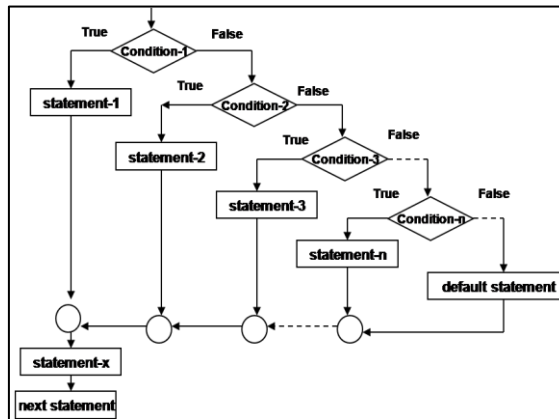 True
False
Condition-1
statement-1
True
False
Condition-2
statement-2
True
False
Condition-3
statement-3
True
False
Condition-n
statement-n
default statement
statement-x
next statement